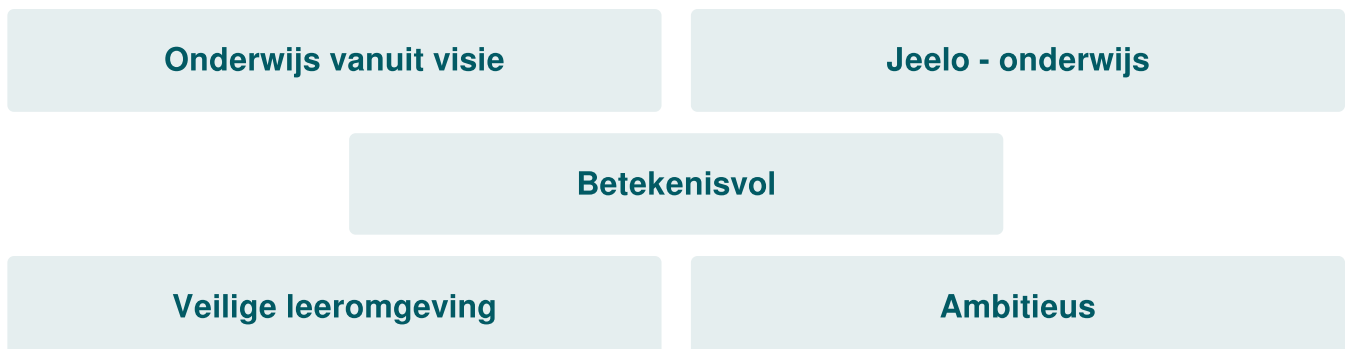 Onderwijs vanuit visie
Jeelo - onderwijs
Betekenisvol
Veilige leeromgeving
Ambitieus